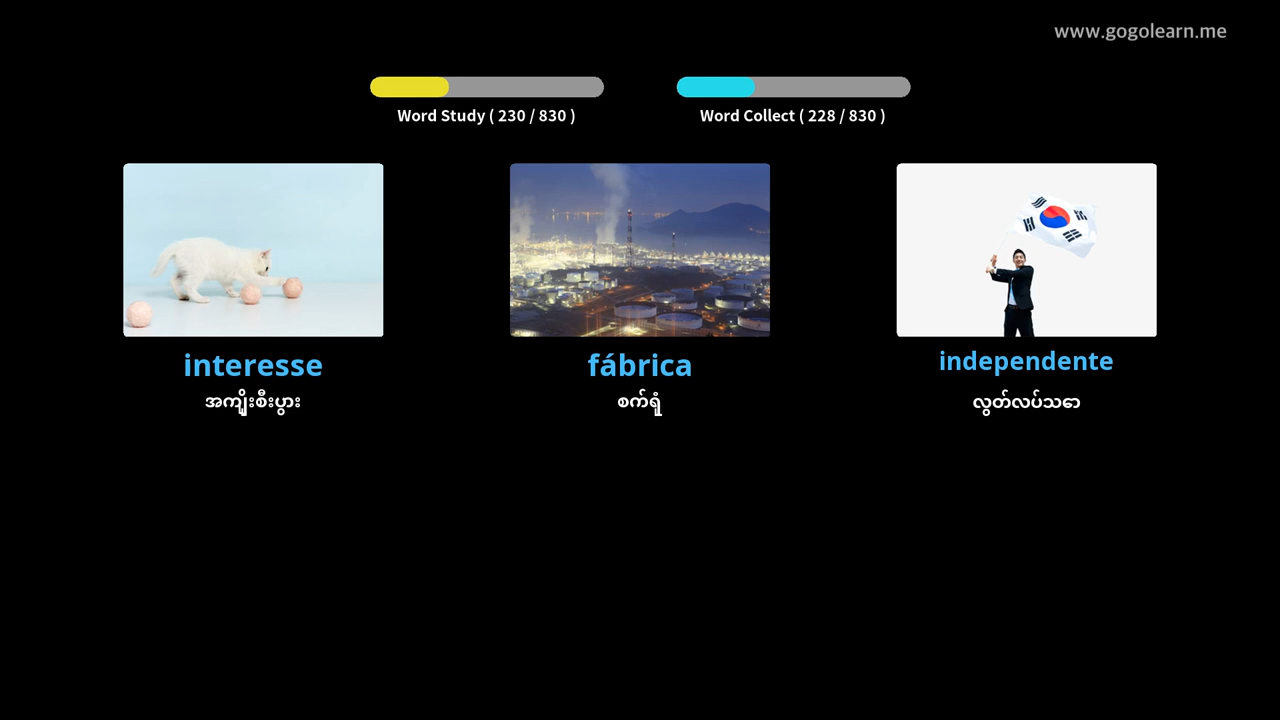 www.gogolearn.me
Word Study ( 230 / 830 )
Word Collect ( 228 / 830 )
interesse
fábrica
independente
အကျိုးစီးပွား
စက်ရုံ
လွတ်လပ်သော